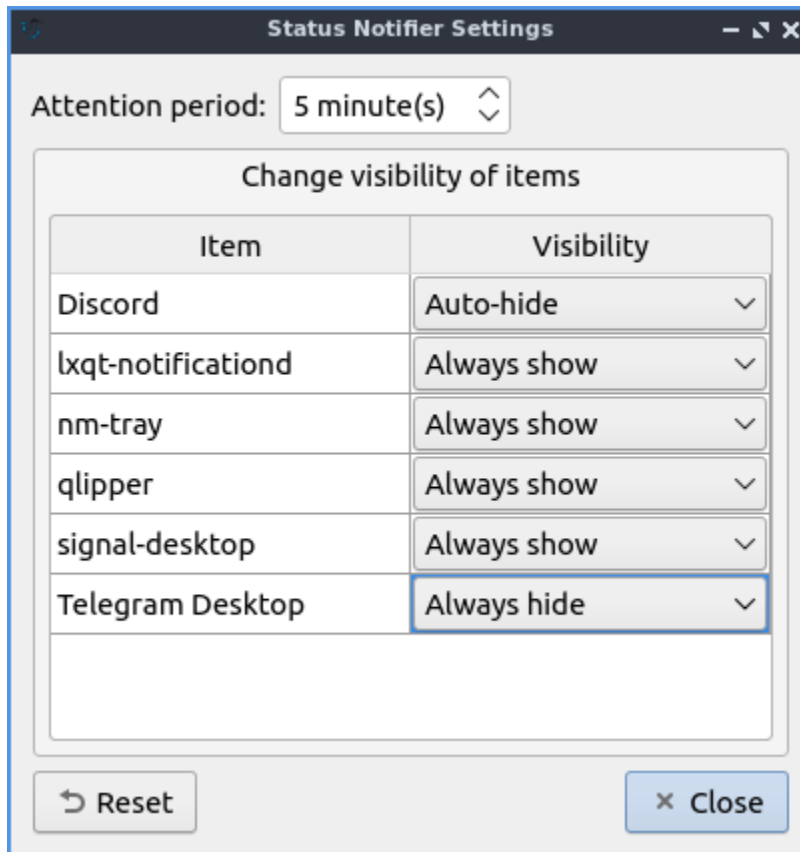 Status Notifier Settings
Attention period: 5 minute(s)
Change visibility of items
Item Visibility
Discord Auto-hide
lxqt-notificationd Always show
nm-tray Always show
qlipper Always show
signal-desktop Always show
Telegram Desktop Always hide
Reset Close